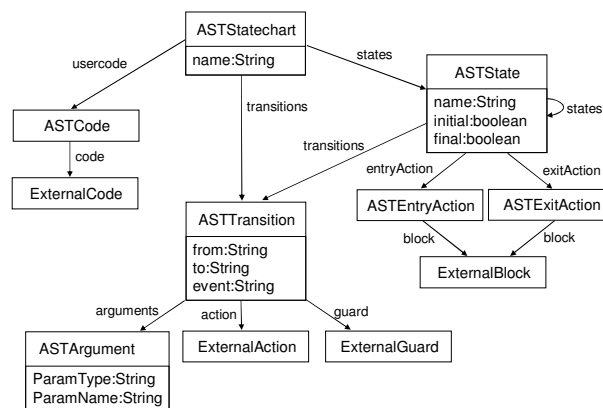 ASTStatechart
name:String
usercode
states
ASTState
name:String
initial:boolean
final:boolean
states
ASTCode
transitions
code
transitions
ExternalCode
entryAction
exitAction
ASTEntryAction
ASTExitAction
ASTTransition
from:String
to:String
event:String
block
block
ExternalBlock
arguments
action
guard
ASTArgument
ParamType:String
ParamName:String
ExternalAction
ExternalGuard